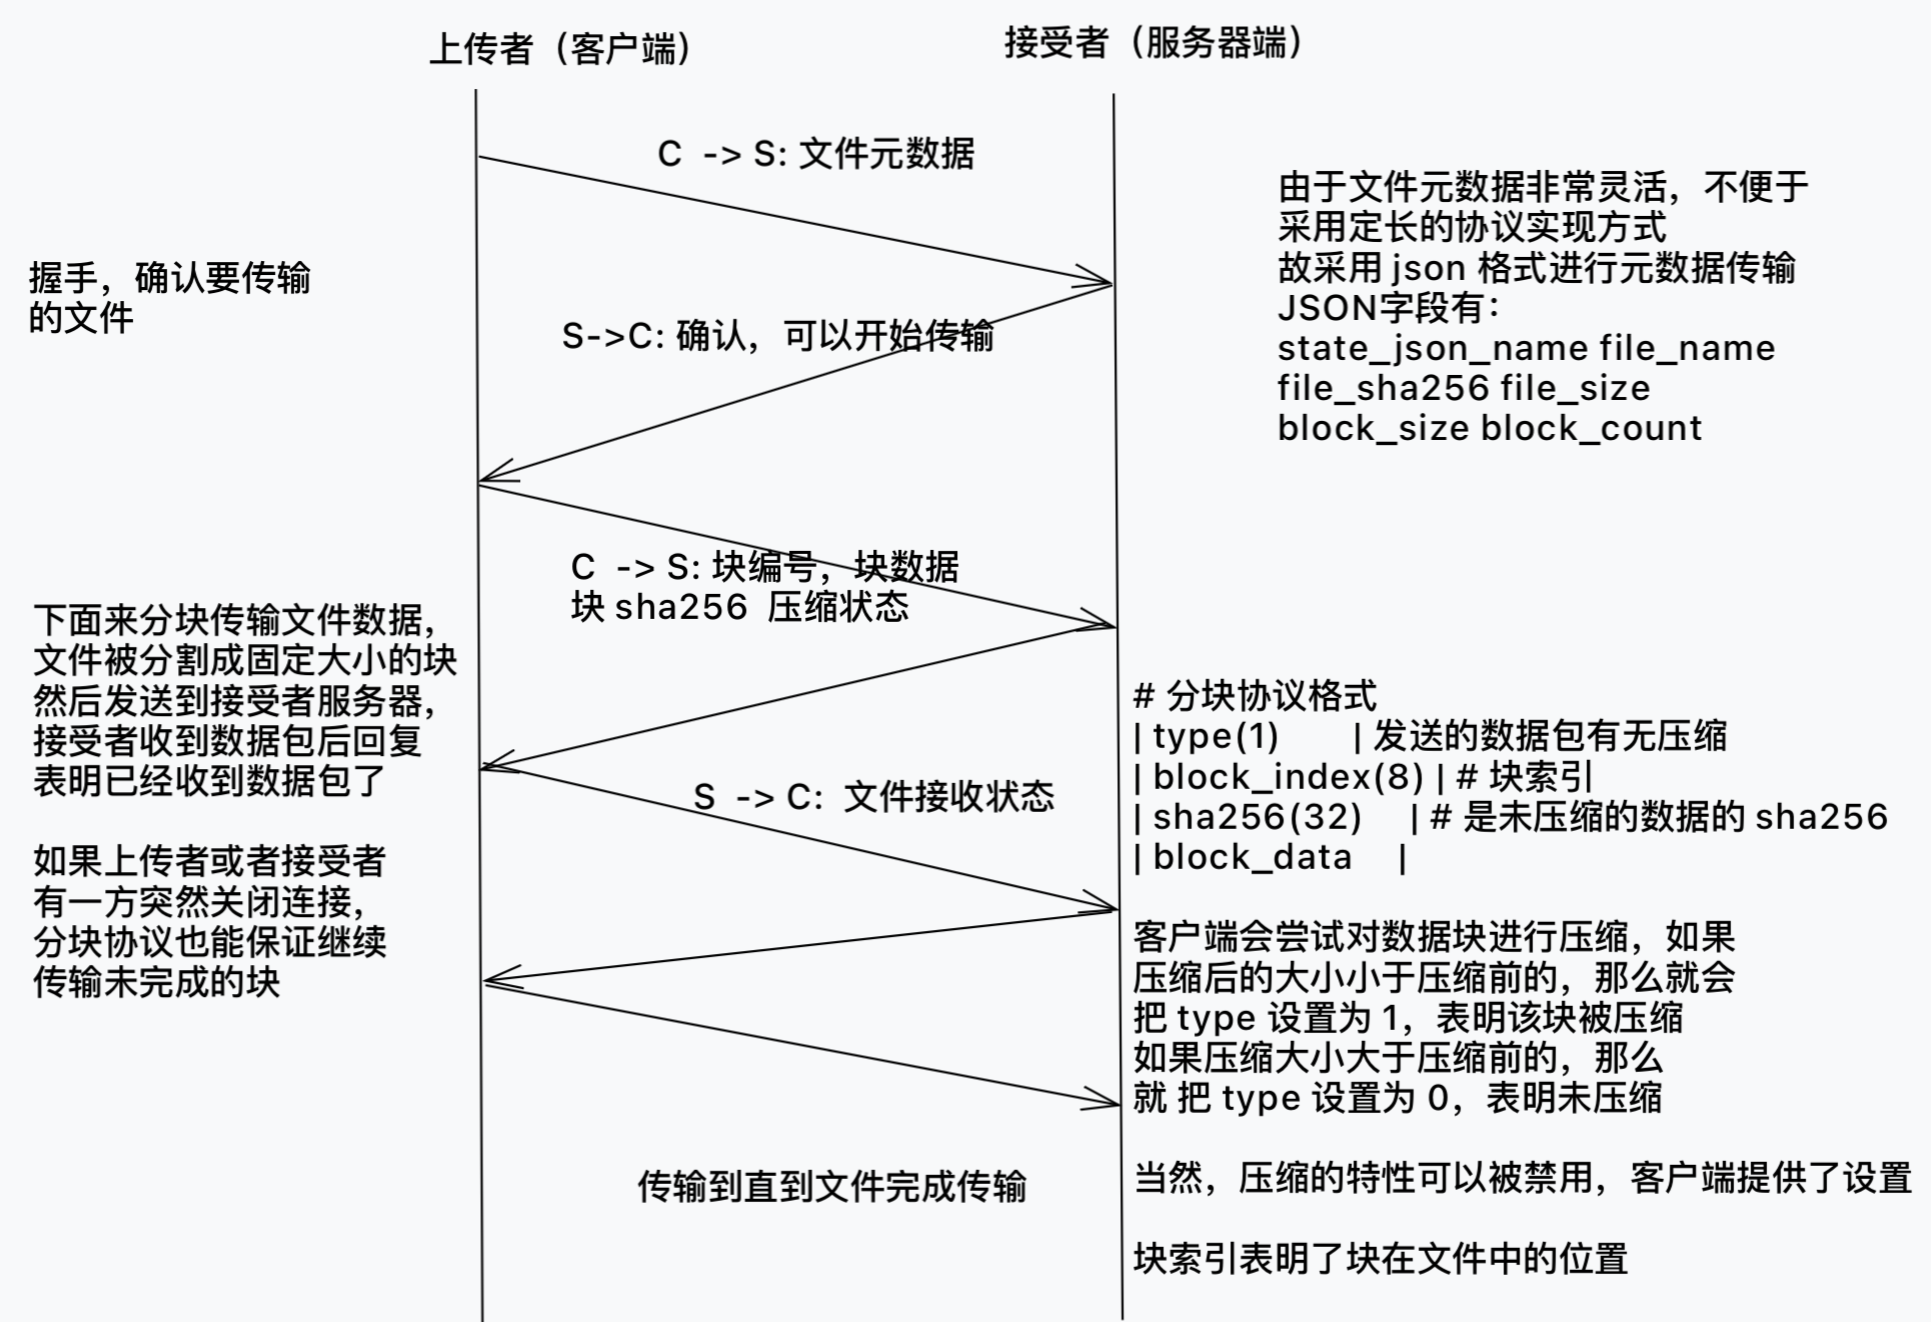 上传者（客户端）
接受者（服务器端）
C -> S: 文件元数据
由于文件元数据非常灵活，不便于
采用定长的协议实现方式
故采用 json 格式进行元数据传输
JSON字段有：
state_json_name file_name
file_sha256 file_size
block_size block_count
握手，确认要传输
的文件
S->C: 确认，可以开始传输
C -> S: 块编号，块数据
块 sha256 压缩状态
下面来分块传输文件数据，
文件被分割成固定大小的块
然后发送到接受者服务器，
接受者收到数据包后回复
表明已经收到数据包了
S -> C: 文件接收状态
# 分块协议格式
| type(1) | 发送的数据包有无压缩
| block_index(8) | # 块索引
| sha256(32) | # 是未压缩的数据的 sha256
| block_data |
如果上传者或者接受者
有一方突然关闭连接，
分块协议也能保证继续
传输未完成的块
客户端会尝试对数据块进行压缩，如果
压缩后的大小小于压缩前的，那么就会
把 type 设置为 1，表明该块被压缩
如果压缩大小大于压缩前的，那么
就 把 type 设置为 0，表明未压缩
传输到直到文件完成传输
当然，压缩的特性可以被禁用，客户端提供了设置
块索引表明了块在文件中的位置